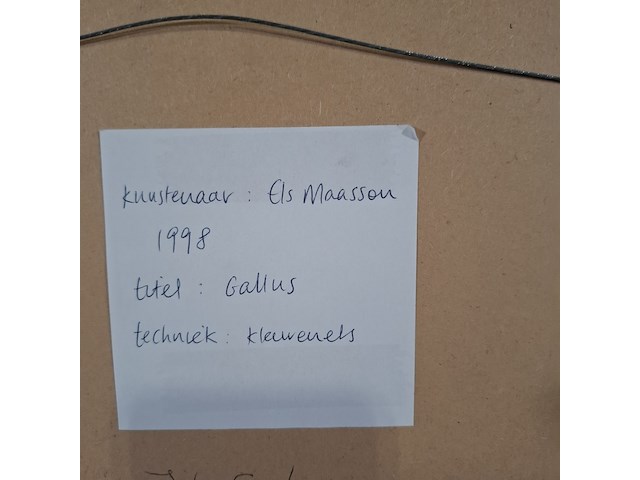 kunstenaar : Els Maasson
1998
titel : Gallus
techniek : kleurenets